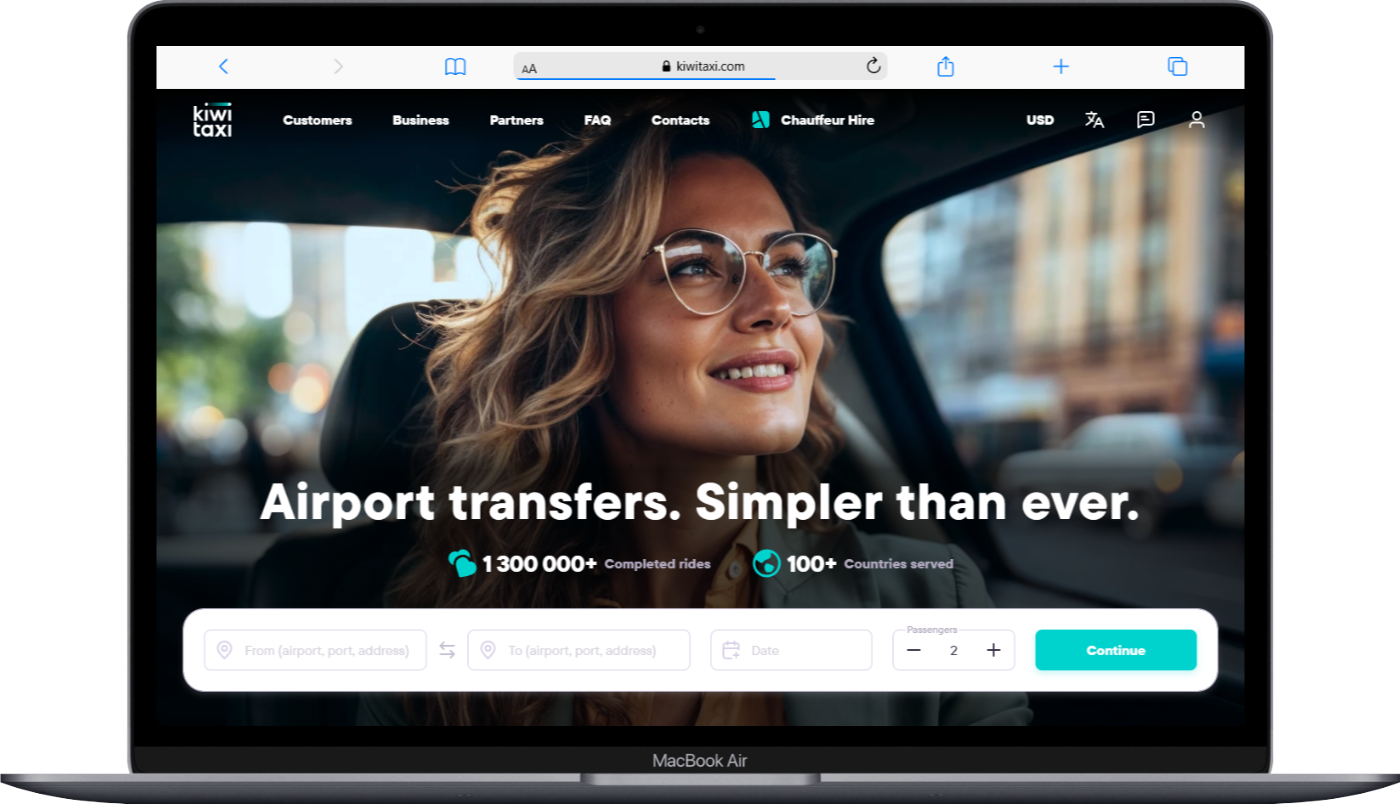 AA
kiwitaxi.com
kiwi
taxi
Customers Business Partners FAQ Contacts Chauffeur Hire USD
Airport transfers. Simpler than ever.
1 300 000+ Completed rides 100+ Countries served
Passengers
From (airport, port, address) To (airport, port, address) Date 2 Continue
MacBook Air